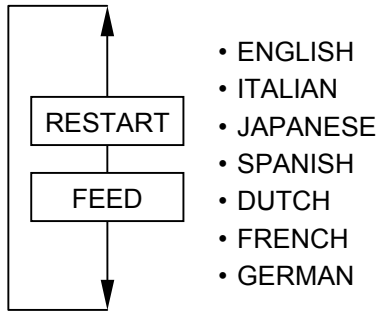 RESTART
FEED
• ENGLISH
• ITALIAN
• JAPANESE
• SPANISH
• DUTCH
• FRENCH
• GERMAN